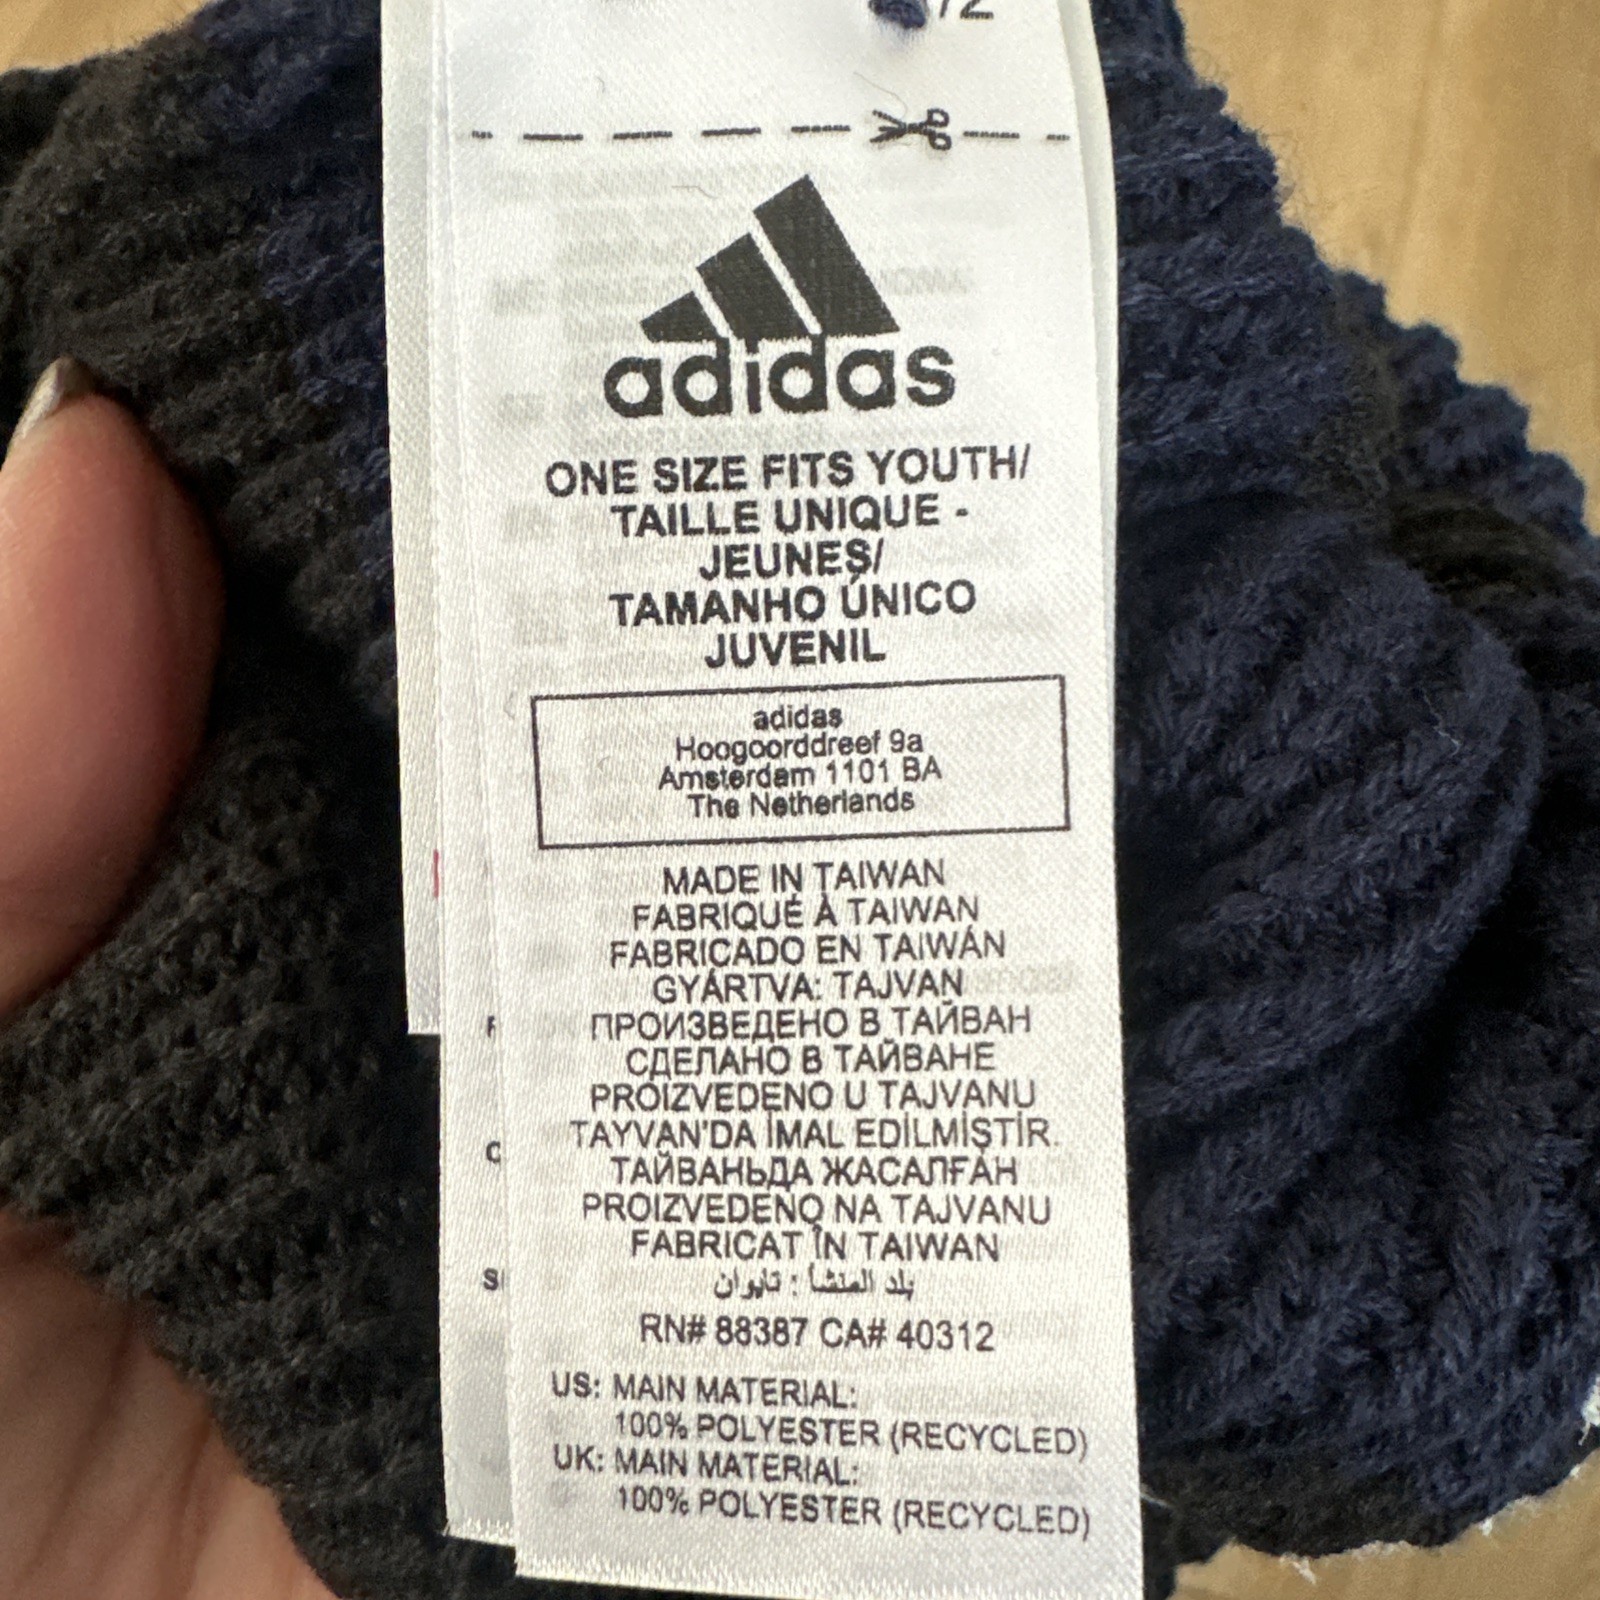 /2
adidas
ONE SIZE FITS YOUTH/
TAILLE UNIQUE -
JEUNES/
TAMANHO ÚNICO
JUVENIL
adidas
Hoogoorddreef 9a
Amsterdam 1101 BA
The Netherlands
MADE IN TAIWAN
FABRIQUÉ À TAIWAN
FABRICADO EN TAIWÁN
GYÁRTVA: TAJVAN
ПРОИЗВЕДЕНО В ТАЙВАН
СДЕЛАНО В ТАЙВАНЕ
PROIZVEDENO U TAJVANU
TAYVAN'DA İMAL EDİLMİŞTİR.
ТАЙВАНЬДА ЖАСАЛҒАН
PROIZVEDENO NA TAJVANU
FABRICAT ÎN TAIWAN
بلد المنشأ : تايوان
RN# 88387 CA# 40312
US: MAIN MATERIAL:
100% POLYESTER (RECYCLED)
UK: MAIN MATERIAL:
100% POLYESTER (RECYCLED)